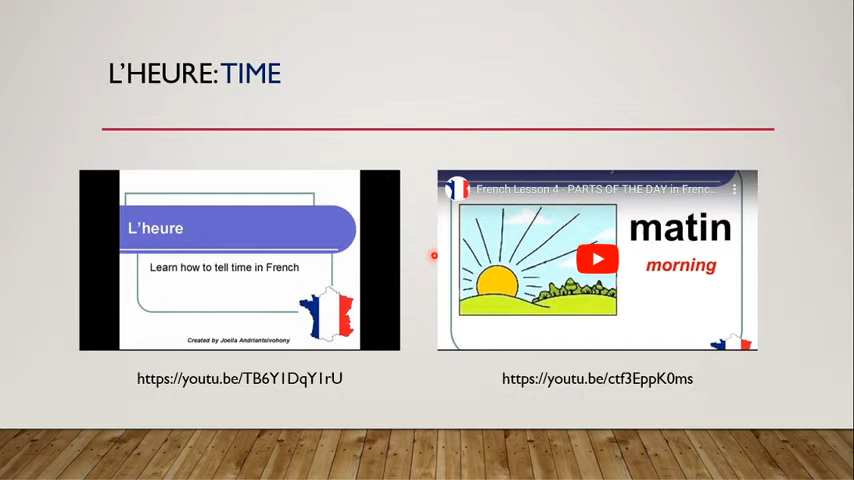 L'HEURE: TIME
L'heure
Learn how to tell time in French
Created by Joella Andriantsivohony
https://youtu.be/TB6Y1DqY1rU
French Lesson 4 - PARTS OF THE DAY in Frenc...
matin
morning
https://youtu.be/ctf3EppK0ms